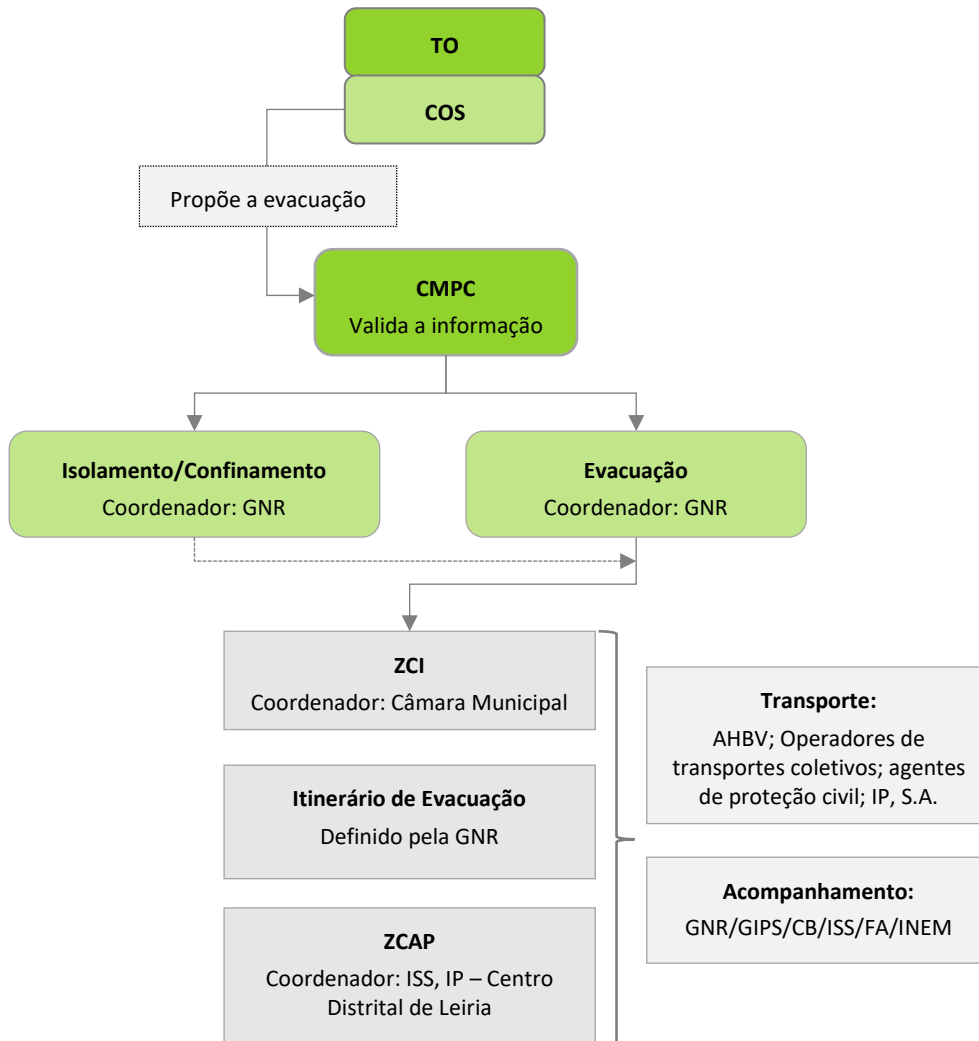 TO
COS
Propõe a evacuação
CMPC
Valida a informação
Isolamento/Confinamento
Coordenador: GNR
Evacuação
Coordenador: GNR
ZCI
Coordenador: Câmara Municipal
Itinerário de Evacuação
Definido pela GNR
ZCAP
Coordenador: ISS, IP – Centro
Distrital de Leiria
Transporte:
AHBV; Operadores de
transportes coletivos; agentes
de proteção civil; IP, S.A.
Acompanhamento:
GNR/GIPS/CB/ISS/FA/INEM